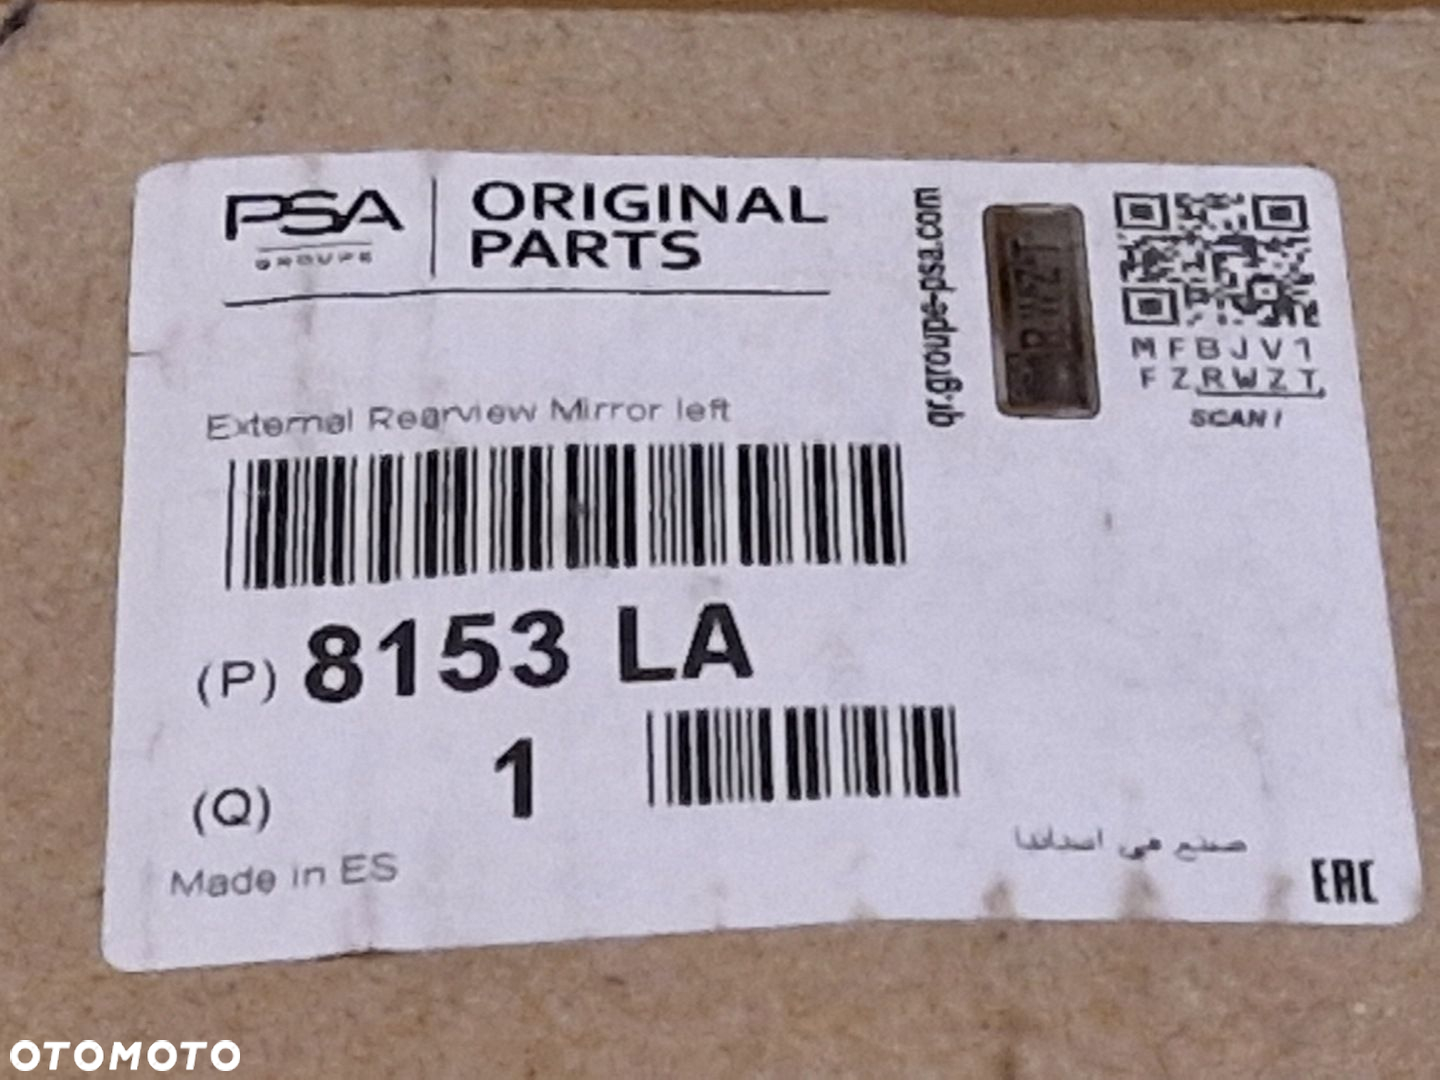 PSA
GROUPE
ORIGINAL
PARTS
qr.groupe-psa.com
RWZT
MFBJV1
FZRWZT
SCAN!
External Rearview Mirror left
(P) 8153 LA
(Q) 1
Made in ES
صنع في اسبانيا
EAC
OTOMOTO